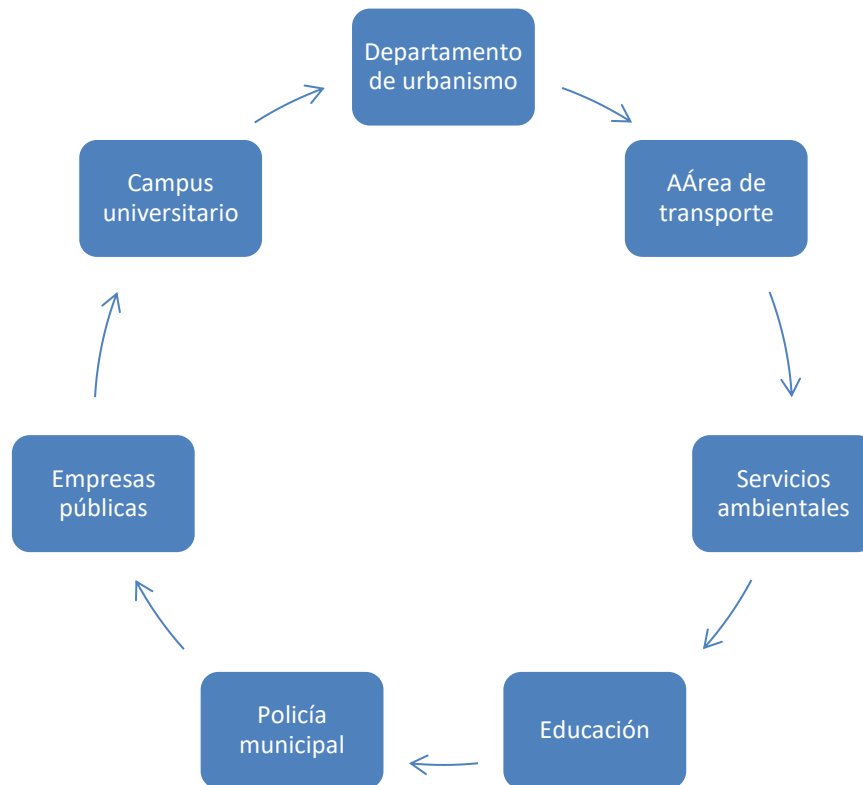 Departamento
de urbanismo
AÁrea de
transporte
Servicios
ambientales
Educación
Policía
municipal
Empresas
públicas
Campus
universitario